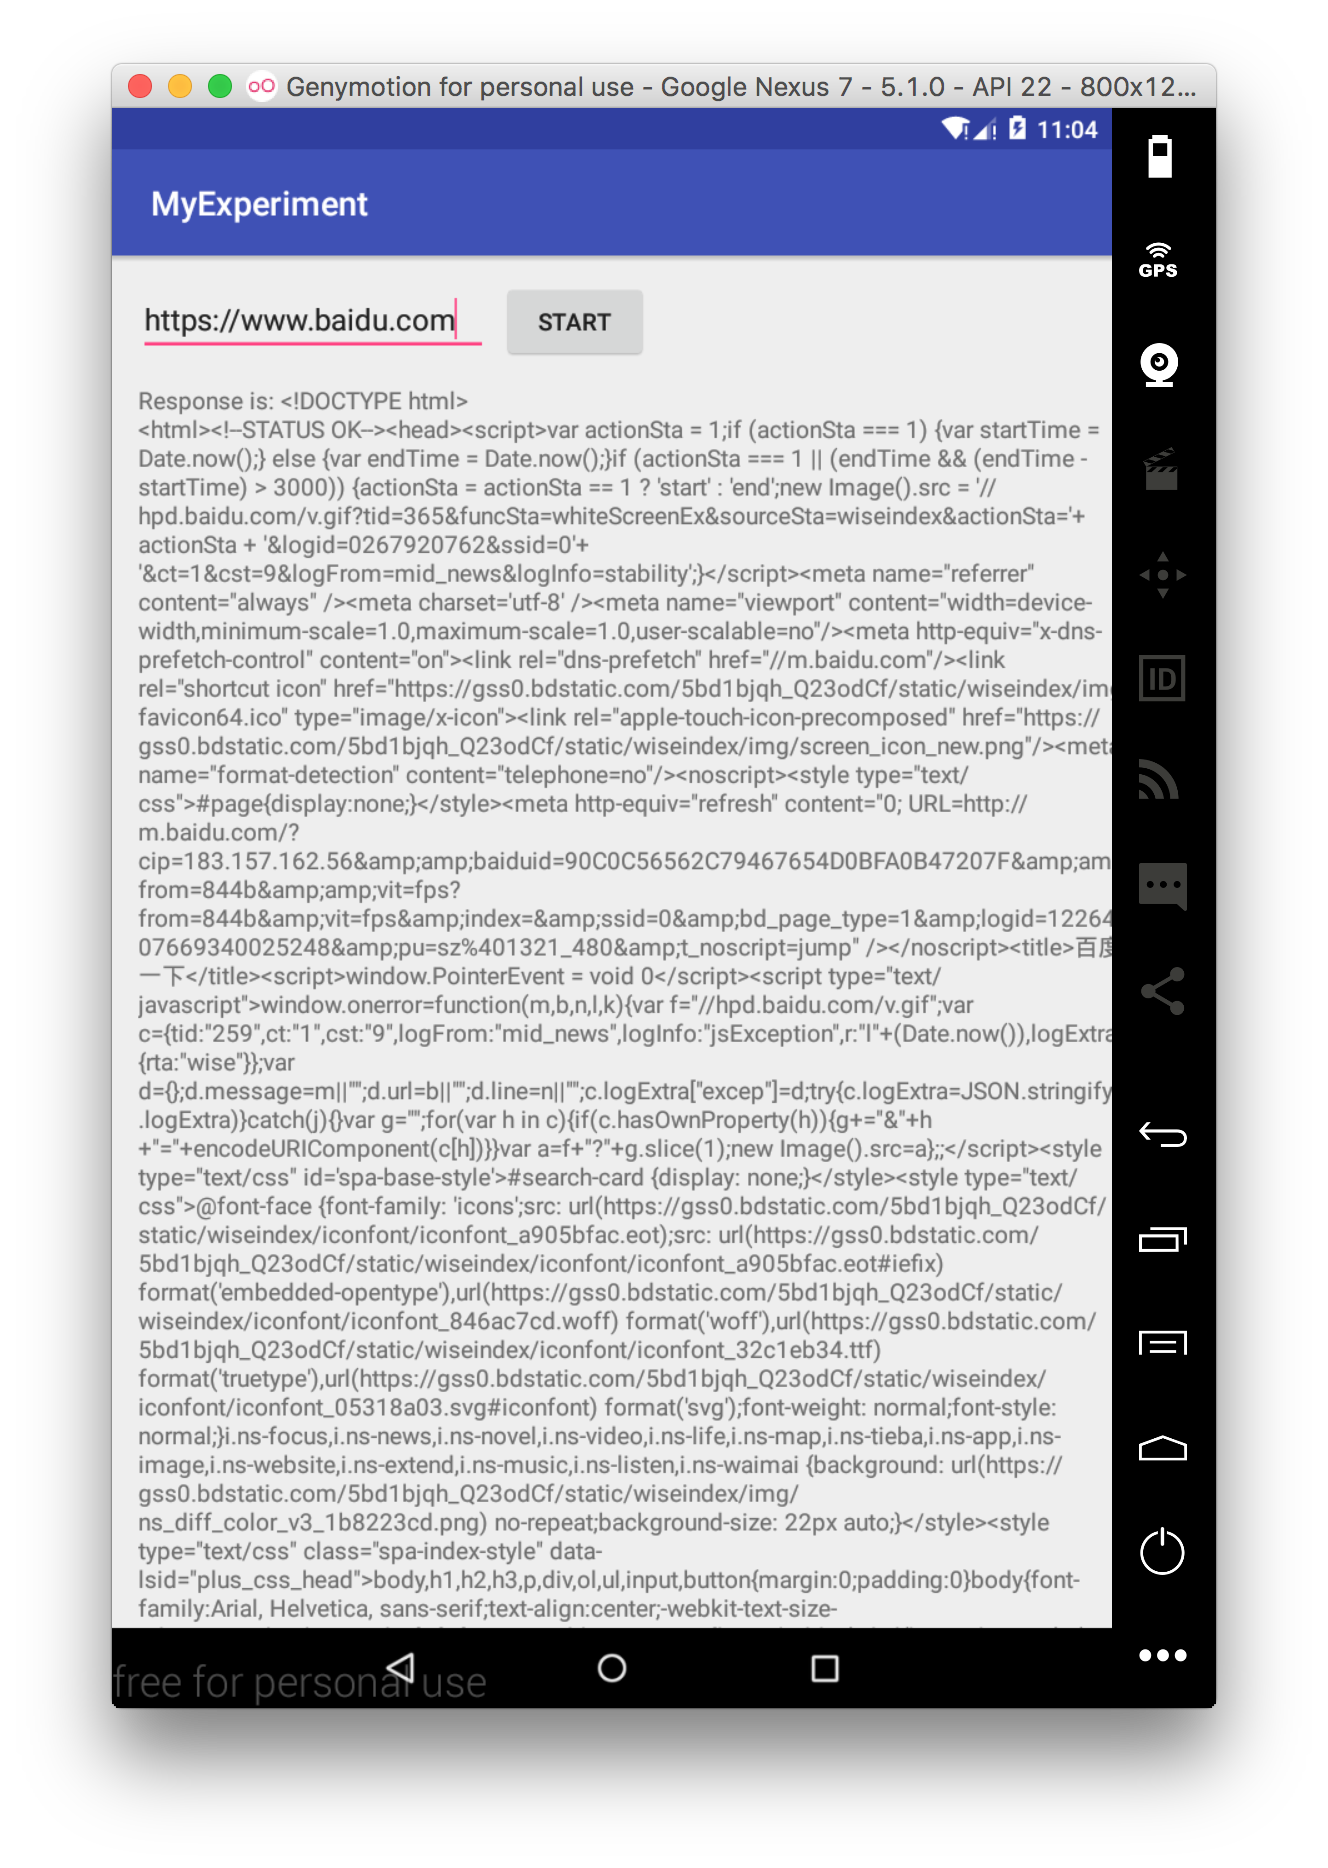 Genymotion for personal use - Google Nexus 7 - 5.1.0 - API 22 - 800x12...
11:04
MyExperiment
GPS
https://www.baidu.com
START
Response is: <!DOCTYPE html>
<html><!--STATUS OK--><head><script>var actionSta = 1;if (actionSta === 1) {var startTime =
Date.now();} else {var endTime = Date.now();}if (actionSta === 1 || (endTime && (endTime -
startTime) > 3000)) {actionSta = actionSta == 1 ? 'start' : 'end';new Image().src = '//
hpd.baidu.com/v.gif?tid=365&funcSta=whiteScreenEx&sourceSta=wiseindex&actionSta='+
actionSta + '&logid=0267920762&ssid=0'+
'&ct=1&cst=9&logFrom=mid_news&logInfo=stability';}</script><meta name="referrer"
content="always" /><meta charset='utf-8' /><meta name="viewport" content="width=device-
width,minimum-scale=1.0,maximum-scale=1.0,user-scalable=no"/><meta http-equiv="x-dns-
prefetch-control" content="on"><link rel="dns-prefetch" href="//m.baidu.com"/><link
rel="shortcut icon" href="https://gss0.bdstatic.com/5bd1bjqh_Q23odCf/static/wiseindex/img
favicon64.ico" type="image/x-icon"><link rel="apple-touch-icon-precomposed" href="https://
gss0.bdstatic.com/5bd1bjqh_Q23odCf/static/wiseindex/img/screen_icon_new.png"/><meta
name="format-detection" content="telephone=no"/><noscript><style type="text/
css">#page{display:none;}</style><meta http-equiv="refresh" content="0; URL=http://
m.baidu.com/?
cip=183.157.162.56&amp;amp;baiduid=90C0C56562C79467654D0BFA0B47207F&amp;am
from=844b&amp;amp;vit=fps?
from=844b&amp;vit=fps&amp;index=&amp;ssid=0&amp;bd_page_type=1&amp;logid=12264
07669340025248&amp;pu=sz%401321_480&amp;t_noscript=jump" /></noscript><title>百度
一下</title><script>window.PointerEvent = void 0</script><script type="text/
javascript">window.onerror=function(m,b,n,l,k){var f="//hpd.baidu.com/v.gif";var
c={tid:"259",ct:"1",cst:"9",logFrom:"mid_news",logInfo:"jsException",r:"l"+(Date.now()),logExtra
{rta:"wise"}};var
d={};d.message=m||"";d.url=b||"";d.line=n||"";c.logExtra["excep"]=d;try{c.logExtra=JSON.stringify
.logExtra)}catch(j){}var g="";for(var h in c){if(c.hasOwnProperty(h)){g+="&"+h
+"="+encodeURIComponent(c[h])}}var a=f+"?"+g.slice(1);new Image().src=a};;</script><style
type="text/css" id='spa-base-style'>#search-card {display: none;}</style><style type="text/
css">@font-face {font-family: 'icons';src: url(https://gss0.bdstatic.com/5bd1bjqh_Q23odCf/
static/wiseindex/iconfont/iconfont_a905bfac.eot);src: url(https://gss0.bdstatic.com/
5bd1bjqh_Q23odCf/static/wiseindex/iconfont/iconfont_a905bfac.eot#iefix)
format('embedded-opentype'),url(https://gss0.bdstatic.com/5bd1bjqh_Q23odCf/static/
wiseindex/iconfont/iconfont_846ac7cd.woff) format('woff'),url(https://gss0.bdstatic.com/
5bd1bjqh_Q23odCf/static/wiseindex/iconfont/iconfont_32c1eb34.ttf)
format('truetype'),url(https://gss0.bdstatic.com/5bd1bjqh_Q23odCf/static/wiseindex/
iconfont/iconfont_05318a03.svg#iconfont) format('svg');font-weight: normal;font-style:
normal;}i.ns-focus,i.ns-news,i.ns-novel,i.ns-video,i.ns-life,i.ns-map,i.ns-tieba,i.ns-app,i.ns-
image,i.ns-website,i.ns-extend,i.ns-music,i.ns-listen,i.ns-waimai {background: url(https://
gss0.bdstatic.com/5bd1bjqh_Q23odCf/static/wiseindex/img/
ns_diff_color_v3_1b8223cd.png) no-repeat;background-size: 22px auto;}</style><style
type="text/css" class="spa-index-style" data-
lsid="plus_css_head">body,h1,h2,h3,p,div,ol,ul,input,button{margin:0;padding:0}body{font-
family:Arial, Helvetica, sans-serif;text-align:center;-webkit-text-size-
ID
free for personal use